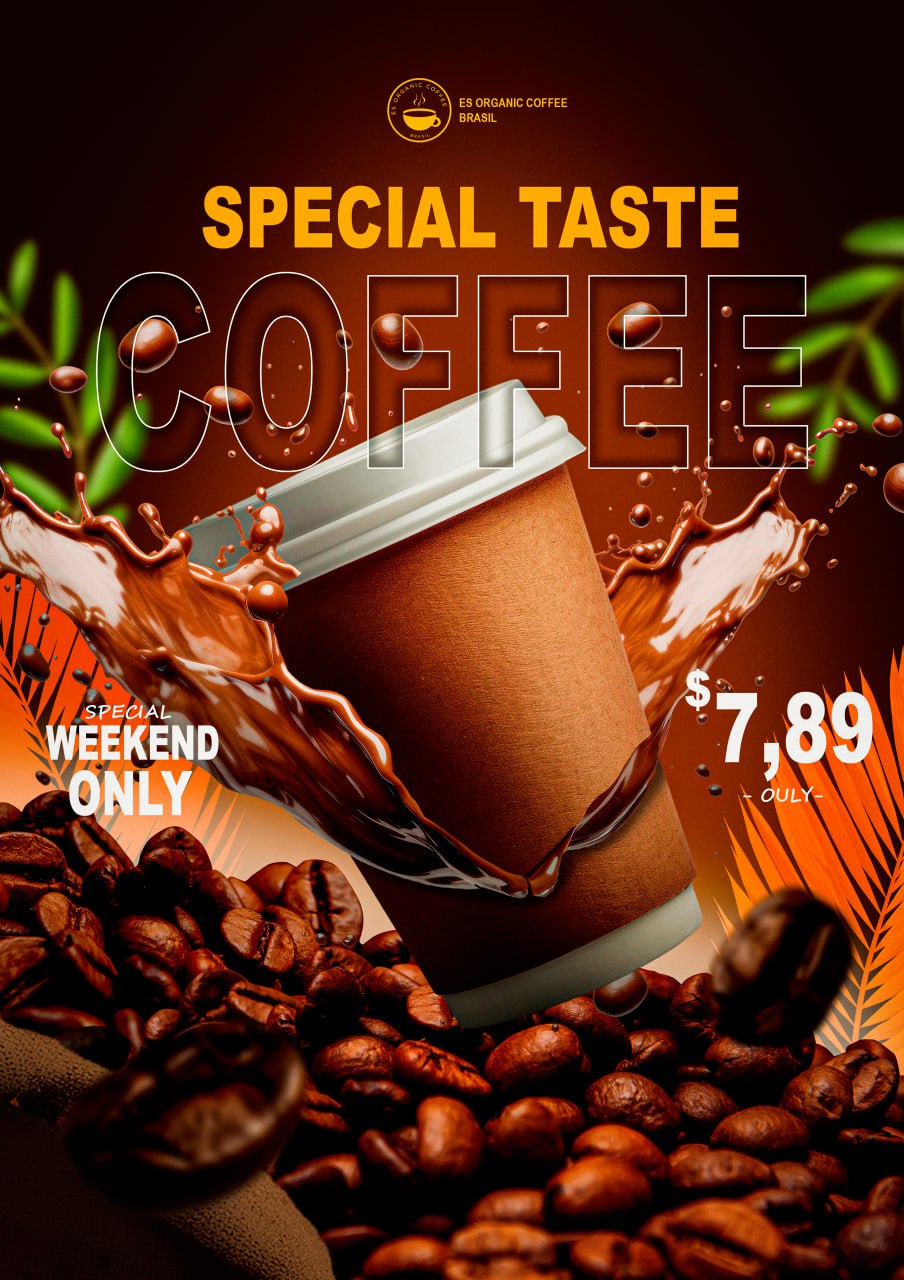 ES ORGANIC COFFEE
BRASIL
ES ORGANIC COFFEE
BRASIL
SPECIAL TASTE
COFFEE
SPECIAL
WEEKEND
ONLY
$7,89
- OULY-